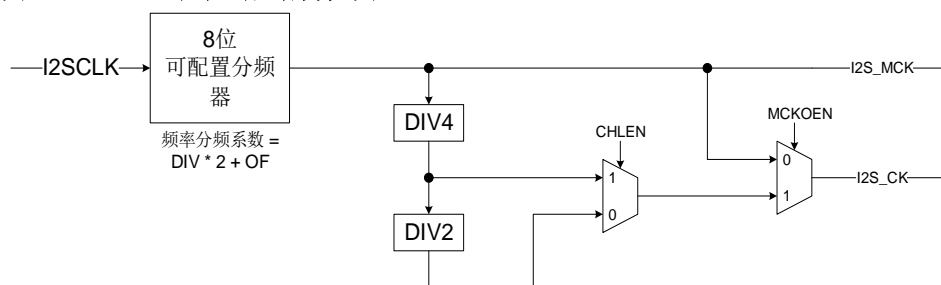 I2SCLK
8位
可配置分频
器
频率分频系数 =
DIV * 2 + OF
DIV4
DIV2
CHLEN
1
0
MCKOEN
0
1
I2S_MCK
I2S_CK